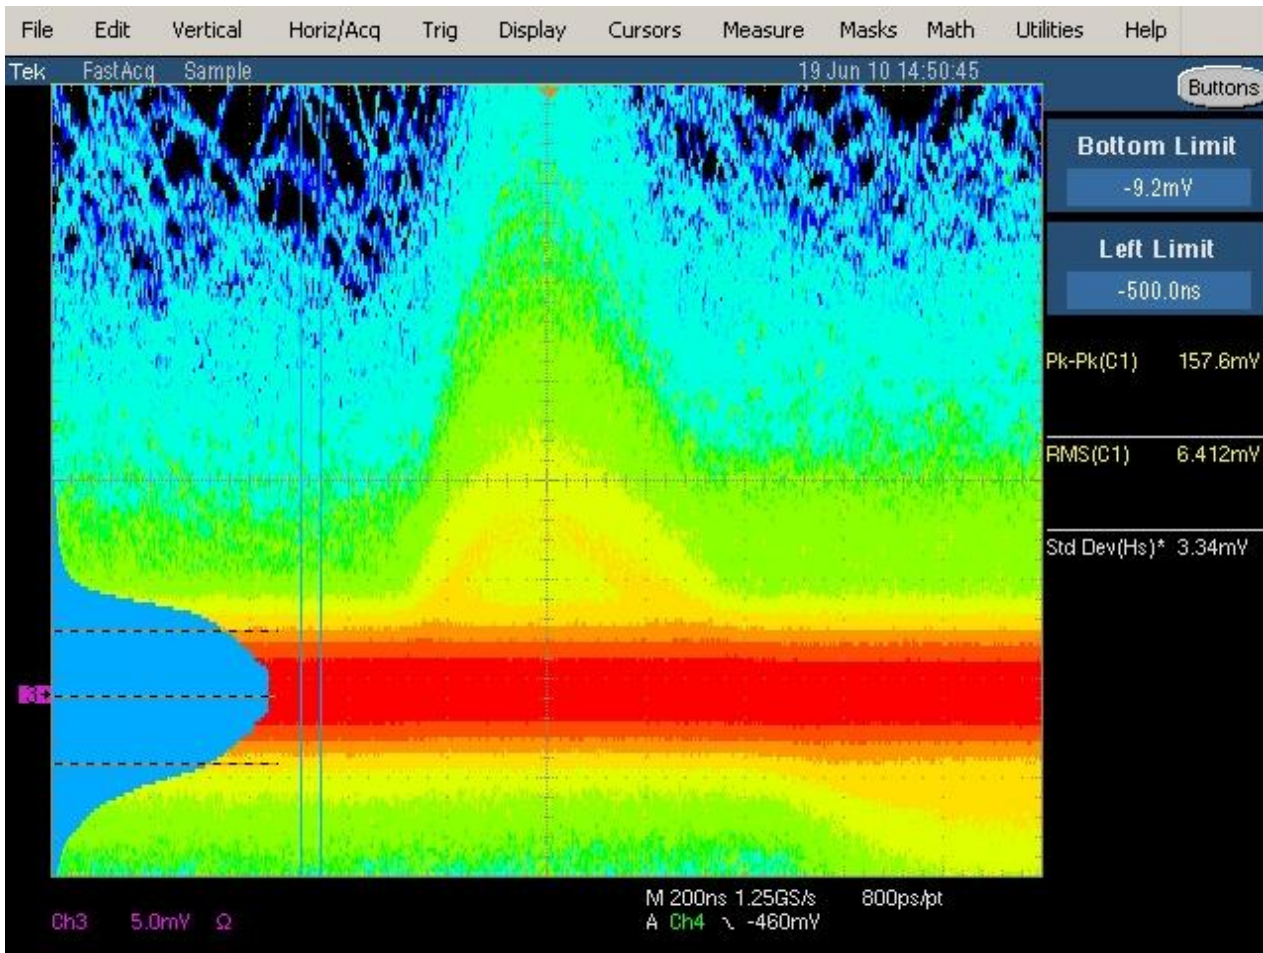 File Edit Vertical Horiz/Acq Trig Display Cursors Measure Masks Math Utilities Help
Tek FastAcq Sample 19 Jun 10 14:50:45
Buttons
Bottom Limit
-9.2mV
Left Limit
-500.0ns
Pk-Pk(C1) 157.6mV
RMS(C1) 6.412mV
Std Dev(Hs)* 3.34mV
3
M 200ns 1.25GS/s 800ps/pt
Ch3 5.0mV Ω
A Ch4 \ -460mV